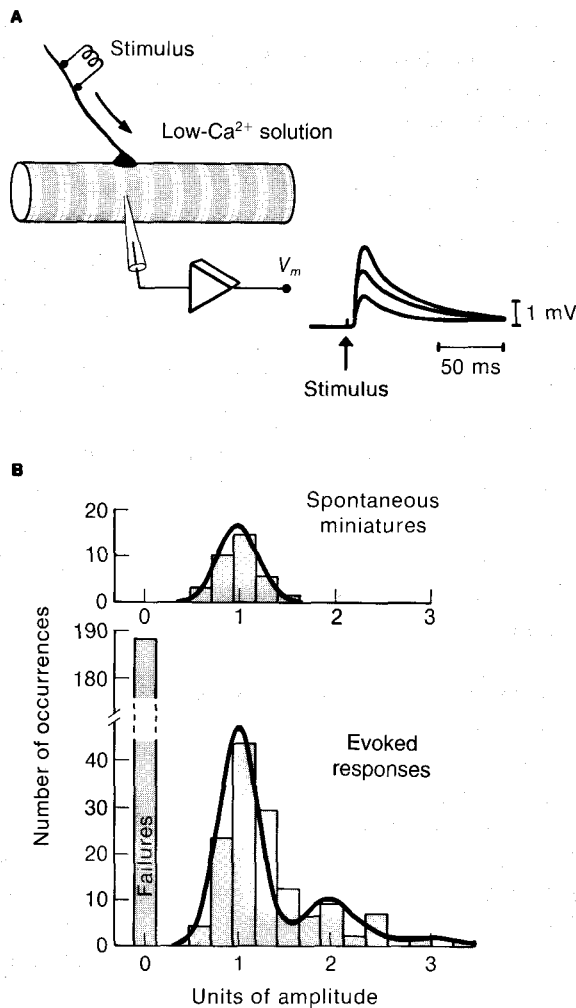 A
Stimulus
Low-Ca²⁺ solution
Vm
1 mV
50 ms
Stimulus
B
Spontaneous
miniatures
20
10
0
0 1 2 3
190
180
Number of occurrences
Evoked
responses
40
30
20
10
0
Failures
0 1 2 3
Units of amplitude